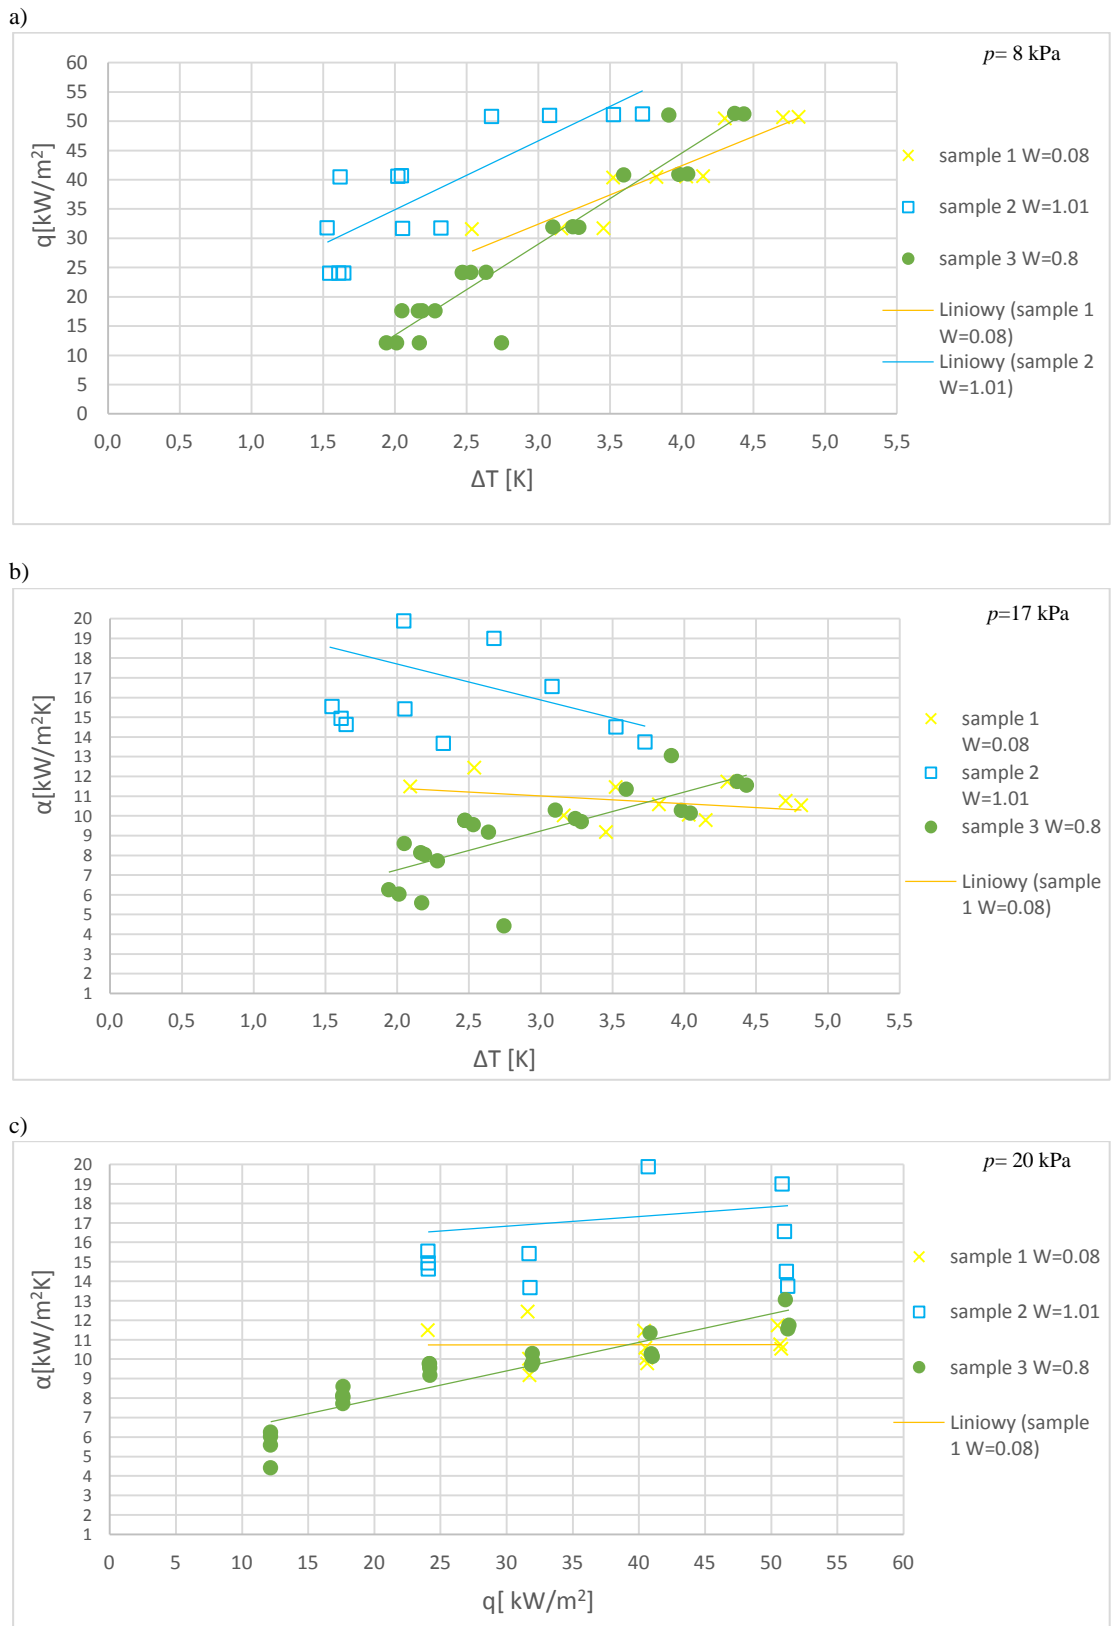 a)
p= 8 kPa
60
55
50
45
40
35
30
25
20
15
10
5
0
q[kW/m²]
0,0 0,5 1,0 1,5 2,0 2,5 3,0 3,5 4,0 4,5 5,0 5,5
ΔT [K]
sample 1 W=0.08
sample 2 W=1.01
sample 3 W=0.8
Liniowy (sample 1
W=0.08)
Liniowy (sample 2
W=1.01)
b)
p=17 kPa
20
19
18
17
16
15
14
13
12
11
10
9
8
7
6
5
4
3
2
1
α[kW/m²K]
0,0 0,5 1,0 1,5 2,0 2,5 3,0 3,5 4,0 4,5 5,0 5,5
ΔT [K]
sample 1
W=0.08
sample 2
W=1.01
sample 3 W=0.8
Liniowy (sample
1 W=0.08)
c)
p= 20 kPa
20
19
18
17
16
15
14
13
12
11
10
9
8
7
6
5
4
3
2
1
α[kW/m²K]
0 5 10 15 20 25 30 35 40 45 50 55 60
q[ kW/m²]
sample 1 W=0.08
sample 2 W=1.01
sample 3 W=0.8
Liniowy (sample
1 W=0.08)